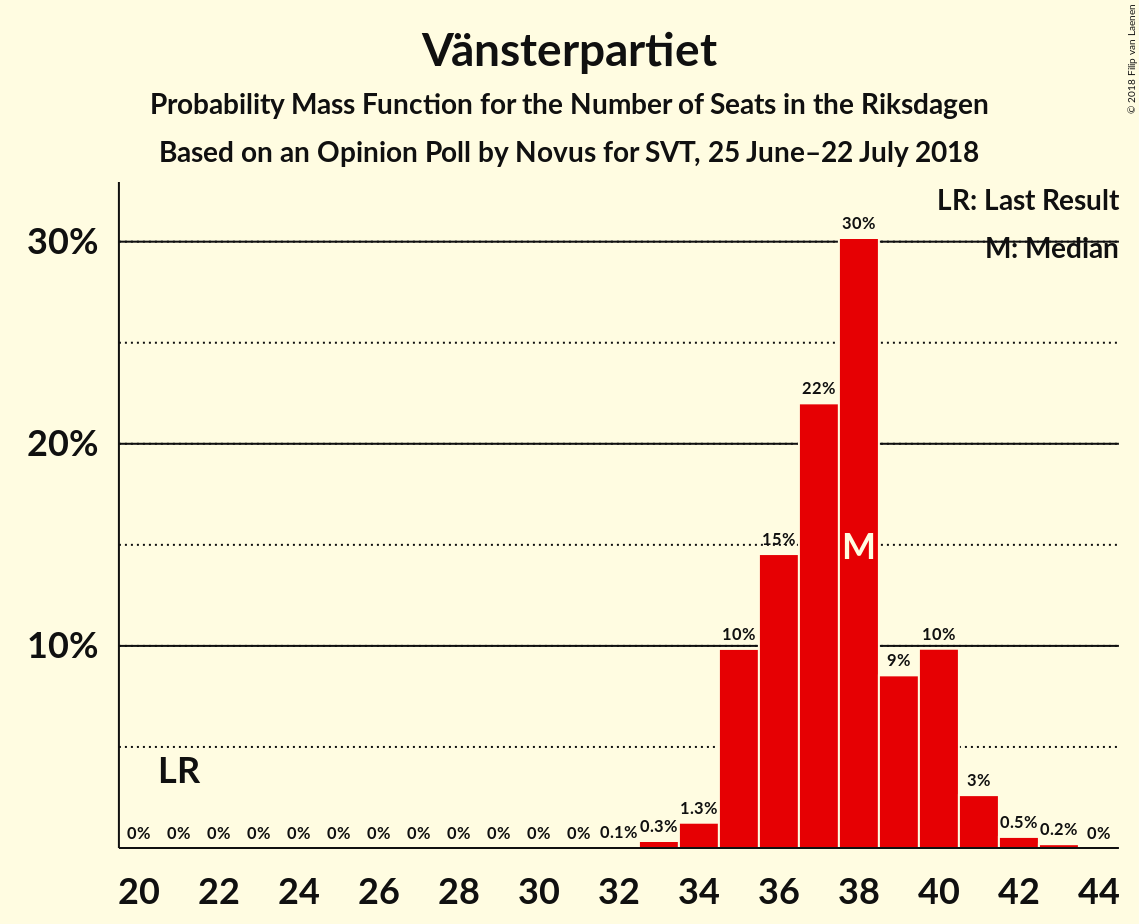 Vänsterpartiet
Probability Mass Function for the Number of Seats in the Riksdagen
Based on an Opinion Poll by Novus for SVT, 25 June–22 July 2018
© 2018 Filip van Laenen
LR: Last Result
M: Median
30%
20%
10%
30%
22%
15%
M
10%
10%
9%
LR
3%
0% 0% 0% 0% 0% 0% 0% 0% 0% 0% 0% 0% 0.1% 0.3% 1.3% 0.5% 0.2% 0%
20 22 24 26 28 30 32 34 36 38 40 42 44